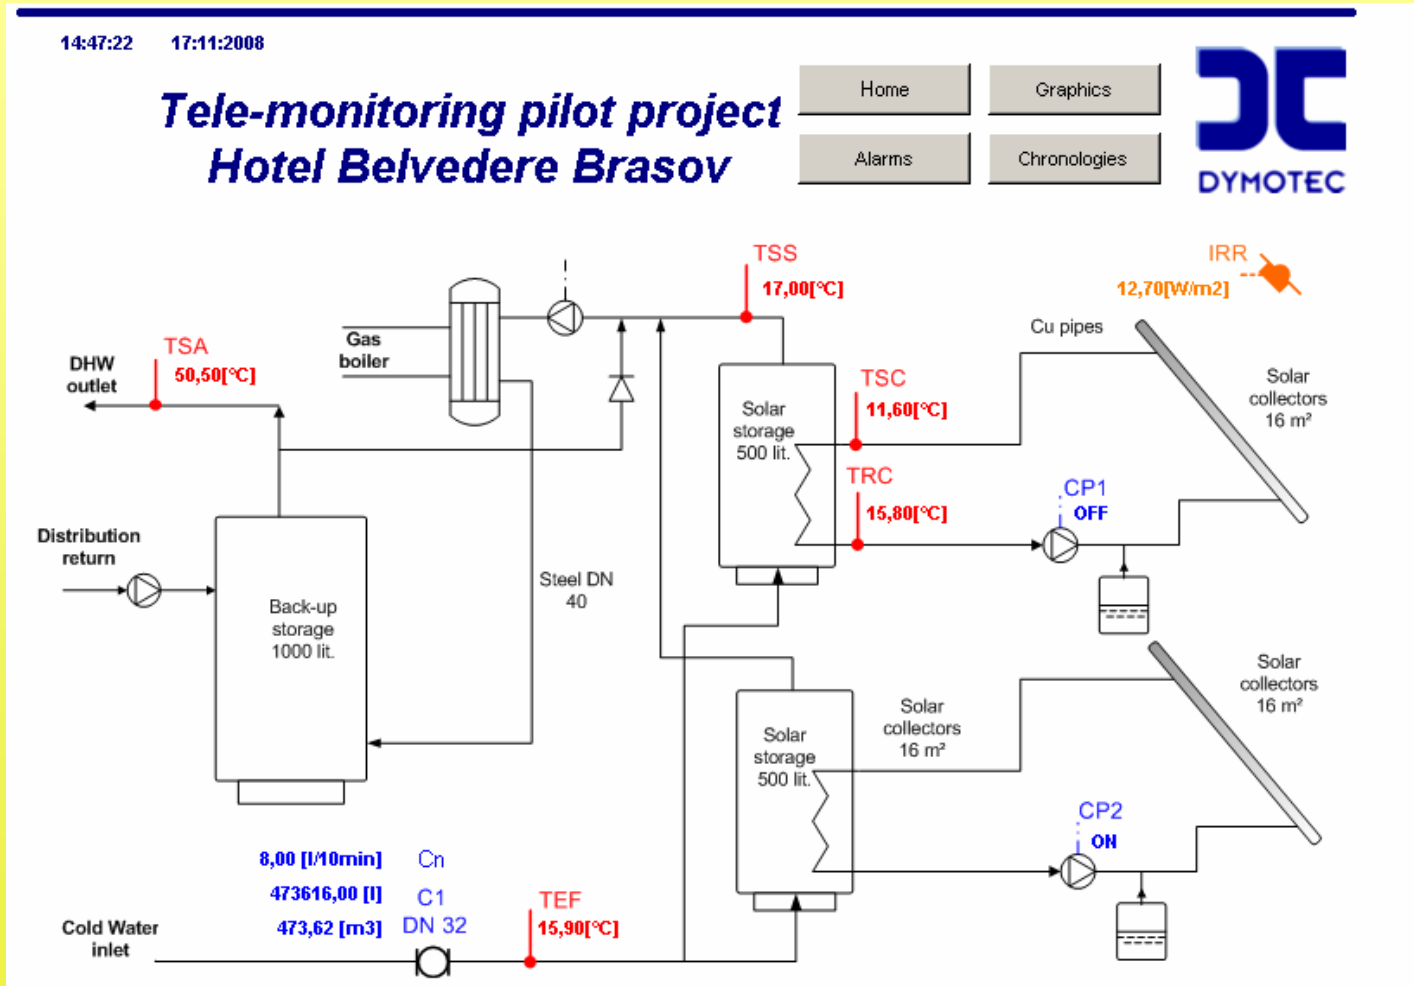 14:47:22 17:11:2008
Tele-monitoring pilot project
Hotel Belvedere Brasov
Home
Graphics
Alarms
Chronologies
DYMOTEC
TSS
17,00[°C]
IRR
12,70[W/m2]
Cu pipes
Gas
boiler
TSA
50,50[°C]
DHW
outlet
TSC
11,60[°C]
Solar
collectors
16 m²
Solar
storage
500 lit.
TRC
15,80[°C]
CP1
OFF
Distribution
return
Steel DN
40
Back-up
storage
1000 lit.
Solar
collectors
16 m²
Solar
collectors
16 m²
Solar
storage
500 lit.
CP2
ON
8,00 [l/10min] Cn
473616,00 [l] C1
473,62 [m3] DN 32
TEF
15,90[°C]
Cold Water
inlet